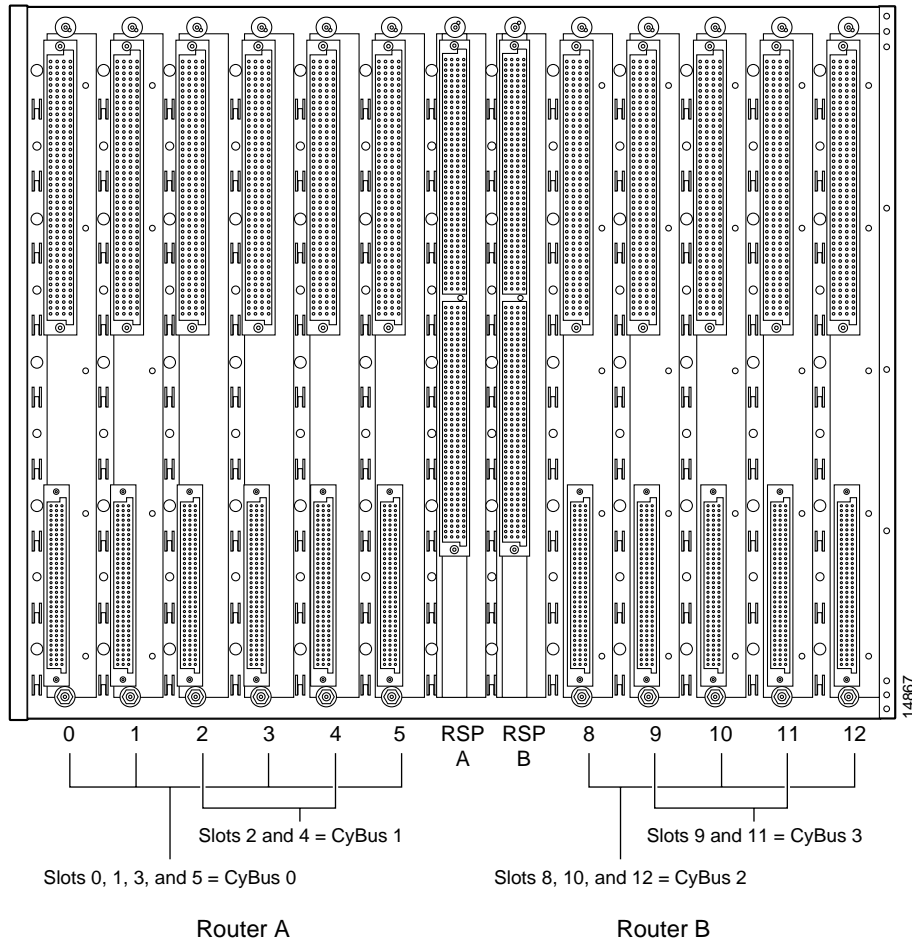 14867
0 1 2 3 4 5 RSP RSP 8 9 10 11 12
A B
Slots 2 and 4 = CyBus 1 Slots 9 and 11 = CyBus 3
Slots 0, 1, 3, and 5 = CyBus 0 Slots 8, 10, and 12 = CyBus 2
Router A Router B